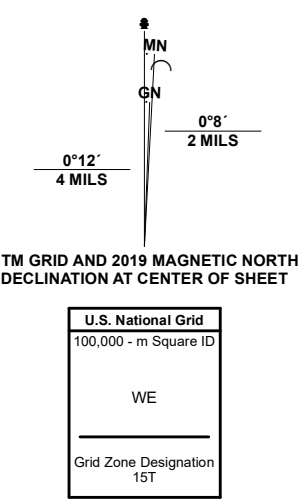 MN
GN
0°8´
2 MILS
0°12´
4 MILS
TM GRID AND 2019 MAGNETIC NORTH
DECLINATION AT CENTER OF SHEET
U.S. National Grid
100,000 - m Square ID
WE
Grid Zone Designation
15T